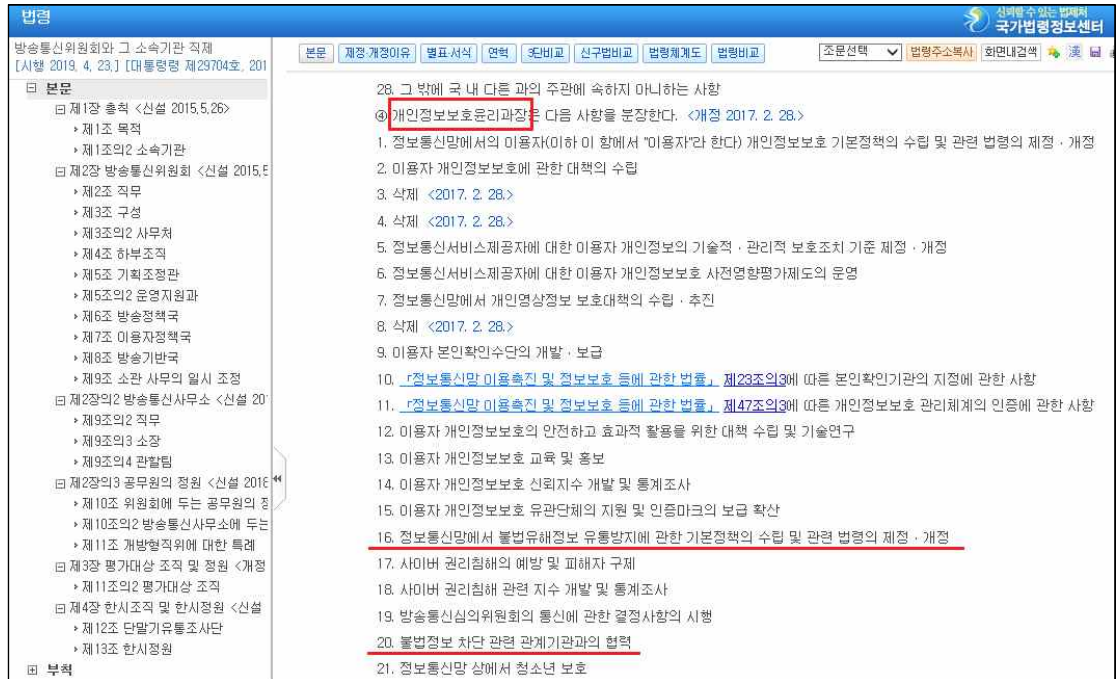 법령
신뢰할 수 있는 법제처
국가법령정보센터
방송통신위원회와 그 소속기관 직제
[시행 2019. 4. 23.] [대통령령 제29704호, 201
본문 제정·개정이유 별표·서식 연혁 3단비교 신구법비교 법령체계도 법령비교 조문선택 법령주소복사 화면내검색 漢
본문
제1장 총칙 <신설 2015.5.26>
제1조 목적
제1조의2 소속기관
제2장 방송통신위원회 <신설 2015.5
제2조 직무
제3조 구성
제3조의2 사무처
제4조 하부조직
제5조 기획조정관
제5조의2 운영지원과
제6조 방송정책국
제7조 이용자정책국
제8조 방송기반국
제9조 소관 사무의 일시 조정
제2장의2 방송통신사무소 <신설 20
제9조의2 직무
제9조의3 소장
제9조의4 관할팀
제2장의3 공무원의 정원 <신설 2018
제10조 위원회에 두는 공무원의 정
제10조의2 방송통신사무소에 두는
제11조 개방형직위에 대한 특례
제3장 평가대상 조직 및 정원 <개정
제11조의2 평가대상 조직
제4장 한시조직 및 한시정원 <신설
제12조 단말기유통조사단
제13조 한시정원
부칙
28. 그 밖에 국 내 다른 과의 주관에 속하지 아니하는 사항
④ 개인정보보호윤리과장은 다음 사항을 분장한다. <개정 2017. 2. 28.>
1. 정보통신망에서의 이용자(이하 이 항에서 "이용자"라 한다) 개인정보보호 기본정책의 수립 및 관련 법령의 제정·개정
2. 이용자 개인정보보호에 관한 대책의 수립
3. 삭제 <2017. 2. 28.>
4. 삭제 <2017. 2. 28.>
5. 정보통신서비스제공자에 대한 이용자 개인정보의 기술적·관리적 보호조치 기준 제정·개정
6. 정보통신서비스제공자에 대한 이용자 개인정보보호 사전영향평가제도의 운영
7. 정보통신망에서 개인영상정보 보호대책의 수립·추진
8. 삭제 <2017. 2. 28.>
9. 이용자 본인확인수단의 개발·보급
10. 「정보통신망 이용촉진 및 정보보호 등에 관한 법률」 제23조의3에 따른 본인확인기관의 지정에 관한 사항
11. 「정보통신망 이용촉진 및 정보보호 등에 관한 법률」 제47조의3에 따른 개인정보보호 관리체계의 인증에 관한 사항
12. 이용자 개인정보보호의 안전하고 효과적 활용을 위한 대책 수립 및 기술연구
13. 이용자 개인정보보호 교육 및 홍보
14. 이용자 개인정보보호 신뢰지수 개발 및 통계조사
15. 이용자 개인정보보호 유관단체의 지원 및 인증마크의 보급 확산
16. 정보통신망에서 불법유해정보 유통방지에 관한 기본정책의 수립 및 관련 법령의 제정·개정
17. 사이버 권리침해의 예방 및 피해자 구제
18. 사이버 권리침해 관련 지수 개발 및 통계조사
19. 방송통신심의위원회의 통신에 관한 결정사항의 시행
20. 불법정보 차단 관련 관계기관과의 협력
21. 정보통신망 상에서 청소년 보호